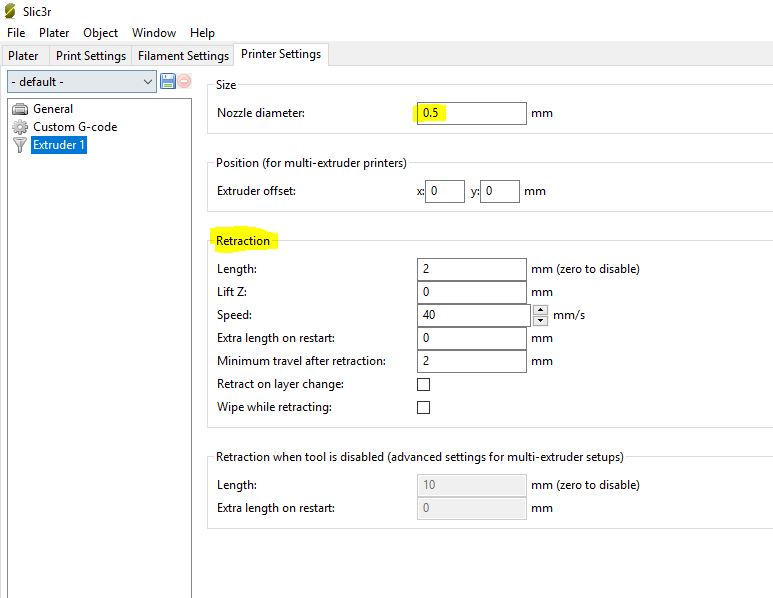 Slic3r
File Plater Object Window Help
Plater Print Settings Filament Settings Printer Settings
- default -
General
Custom G-code
Extruder 1
Size
Nozzle diameter: 0.5 mm
Position (for multi-extruder printers)
Extruder offset: x: 0 y: 0 mm
Retraction
Length: 2 mm (zero to disable)
Lift Z: 0 mm
Speed: 40 mm/s
Extra length on restart: 0 mm
Minimum travel after retraction: 2 mm
Retract on layer change:
Wipe while retracting:
Retraction when tool is disabled (advanced settings for multi-extruder setups)
Length: 10 mm (zero to disable)
Extra length on restart: 0 mm